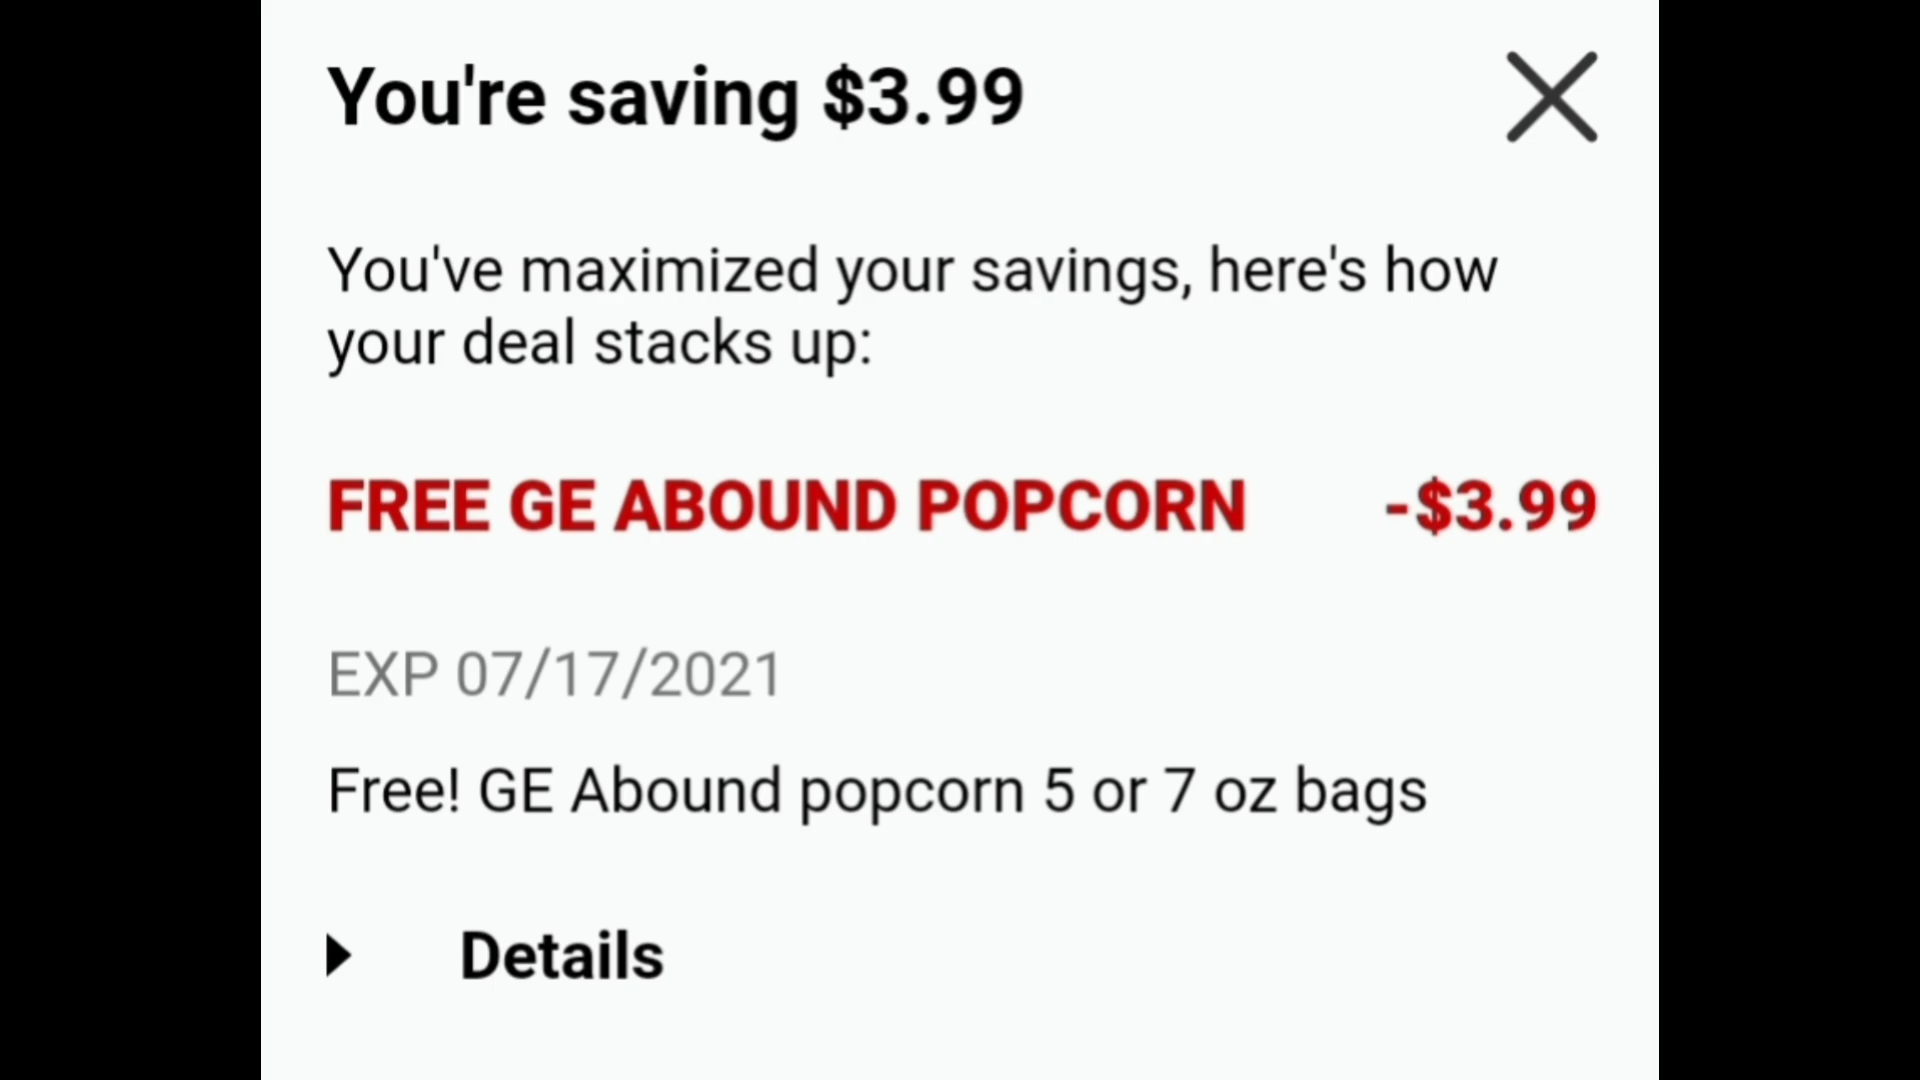 You're saving $3.99
You've maximized your savings, here's how
your deal stacks up:
FREE GE ABOUND POPCORN -$3.99
EXP 07/17/2021
Free! GE Abound popcorn 5 or 7 oz bags
Details